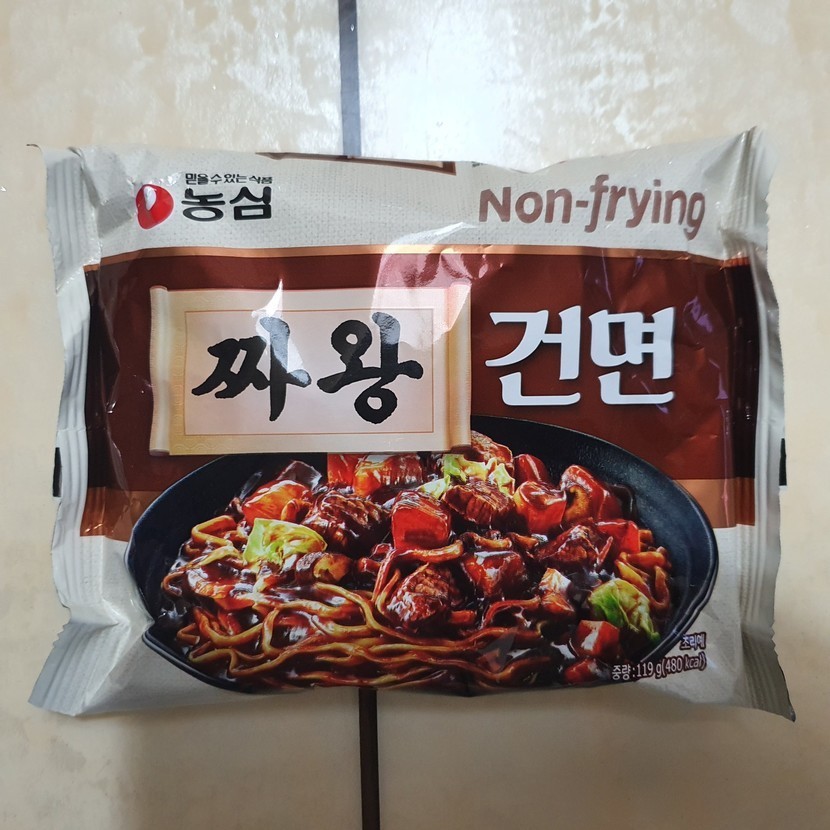 믿을 수 있는 식품
농심
Non-frying
짜왕
건면
조리예
중량:119 g(480 kcal)